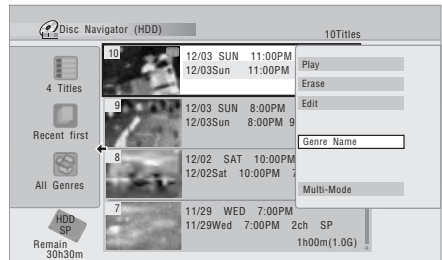 Disc Navigator (HDD)
10Titles
4 Titles
Recent first
All Genres
HDD
SP
Remain
30h30m
10
12/03 SUN 11:00PM
12/03Sun 11:00PM
9
12/03 SUN 8:00PM
12/03Sun 8:00PM 9
8
12/02 SAT 10:00PM
12/02Sat 10:00PM
7
11/29 WED 7:00PM
11/29Wed 7:00PM 2ch SP
1h00m(1.0G)
Play
Erase
Edit
Genre Name
Multi-Mode